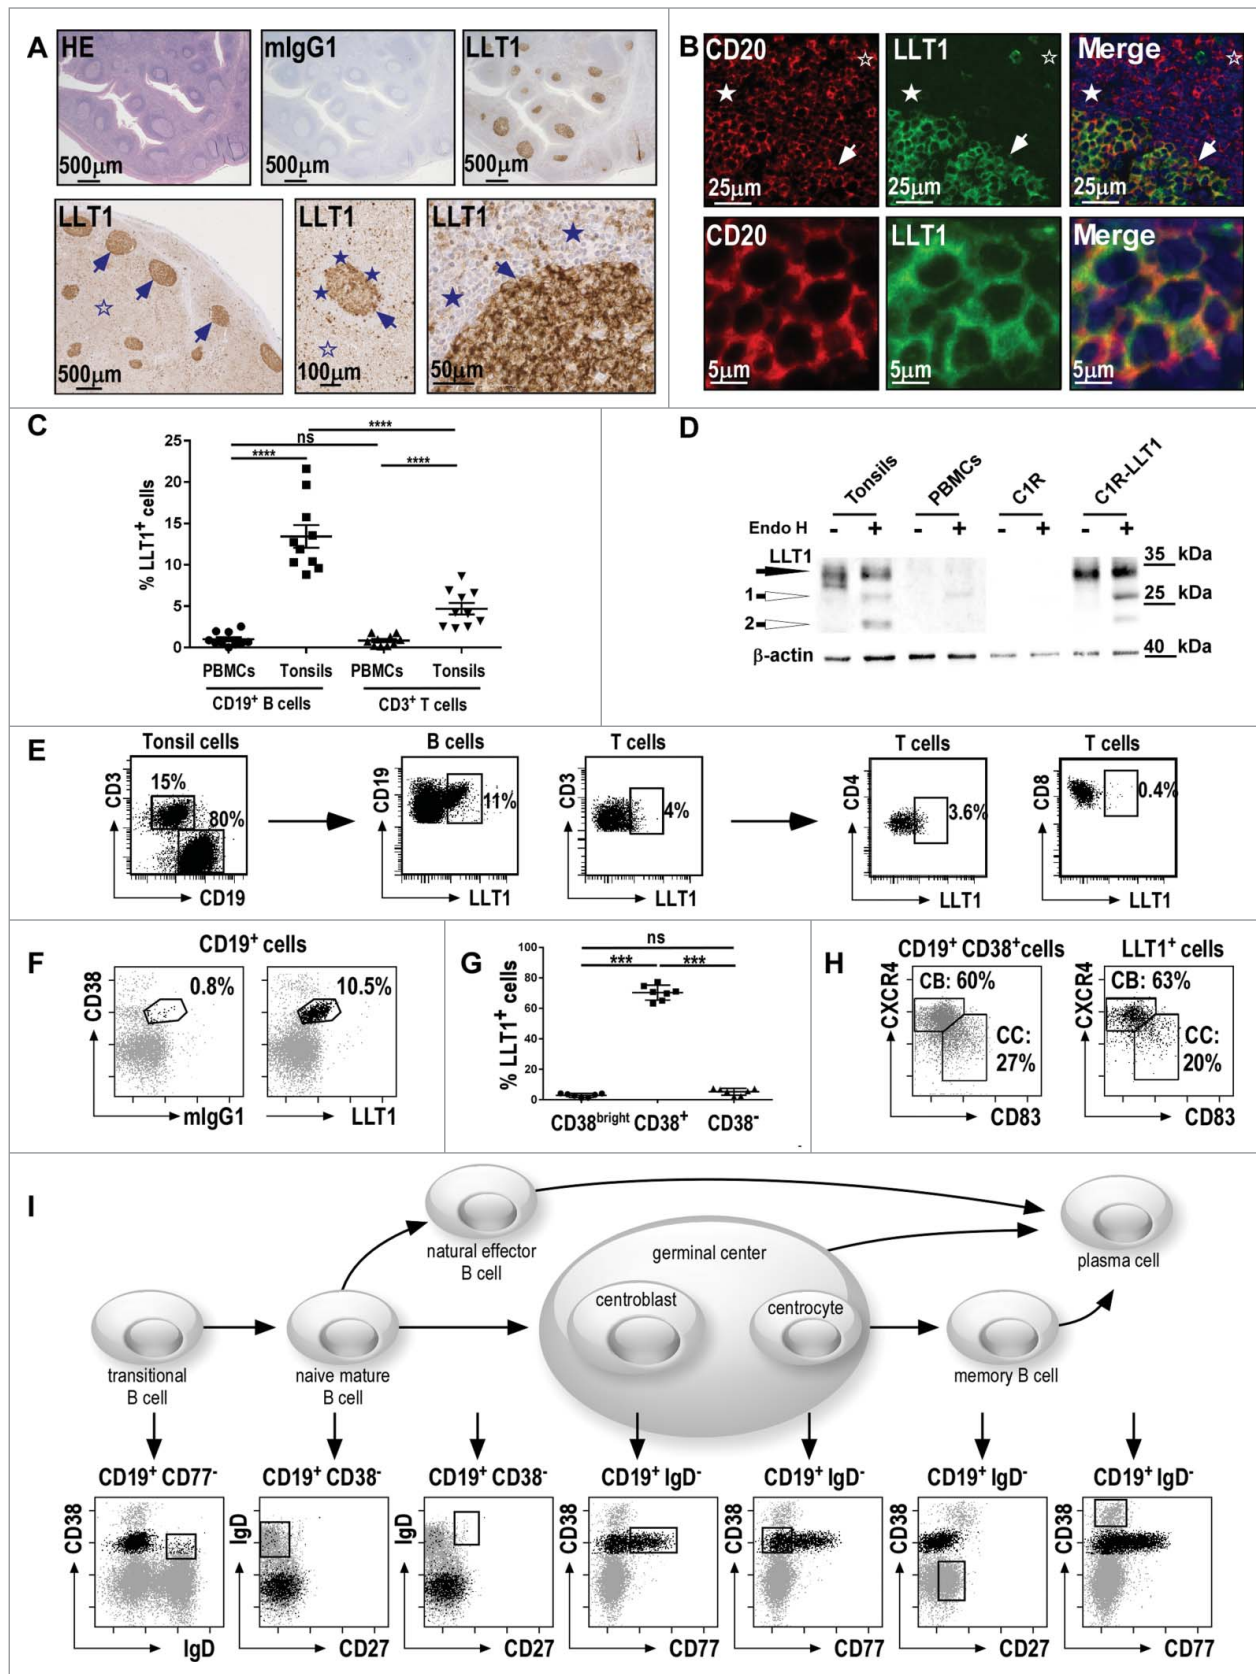 A
HE
mIgG1
LLT1
500μm
500μm
500μm
LLT1
LLT1
LLT1
500μm
100μm
50μm
B
CD20
LLT1
Merge
25μm
25μm
25μm
CD20
LLT1
Merge
5μm
5μm
5μm
C
% LLT1+ cells
25
20
15
10
5
0
****
ns
****
****
PBMCs
Tonsils
PBMCs
Tonsils
CD19+ B cells
CD3+ T cells
D
Tonsils
PBMCs
C1R
C1R-LLT1
Endo H - + - + - + - +
LLT1
35 kDa
1
25 kDa
2
β-actin
40 kDa
E
Tonsil cells
CD3
15%
80%
CD19
B cells
CD19
11%
LLT1
T cells
CD3
4%
LLT1
T cells
CD4
3.6%
LLT1
T cells
CD8
0.4%
LLT1
F
CD19+ cells
CD38
0.8%
10.5%
mIgG1
LLT1
G
% LLT1+ cells
100
80
60
40
20
0
ns
***
***
CD38bright
CD38+
CD38-
H
CD19+ CD38+cells
CXCR4
CB: 60%
CC:
27%
CD83
LLT1+ cells
CXCR4
CB: 63%
CC:
20%
CD83
I
natural effector
B cell
germinal center
centroblast
centrocyte
plasma cell
transitional
B cell
naive mature
B cell
memory B cell
CD19+ CD77-
CD38
IgD
CD19+ CD38-
IgD
CD27
CD19+ CD38-
IgD
CD27
CD19+ IgD-
CD38
CD77
CD19+ IgD-
CD38
CD77
CD19+ IgD-
CD38
CD27
CD19+ IgD-
CD38
CD77